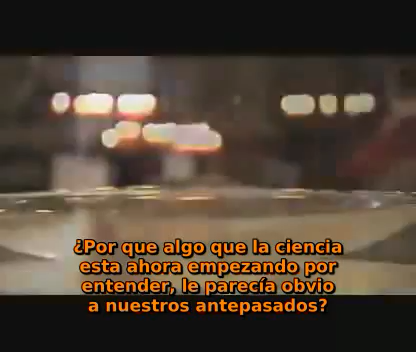 ¿Por que algo que la ciencia
esta ahora empezando por
entender, le parecía obvio
a nuestros antepasados?